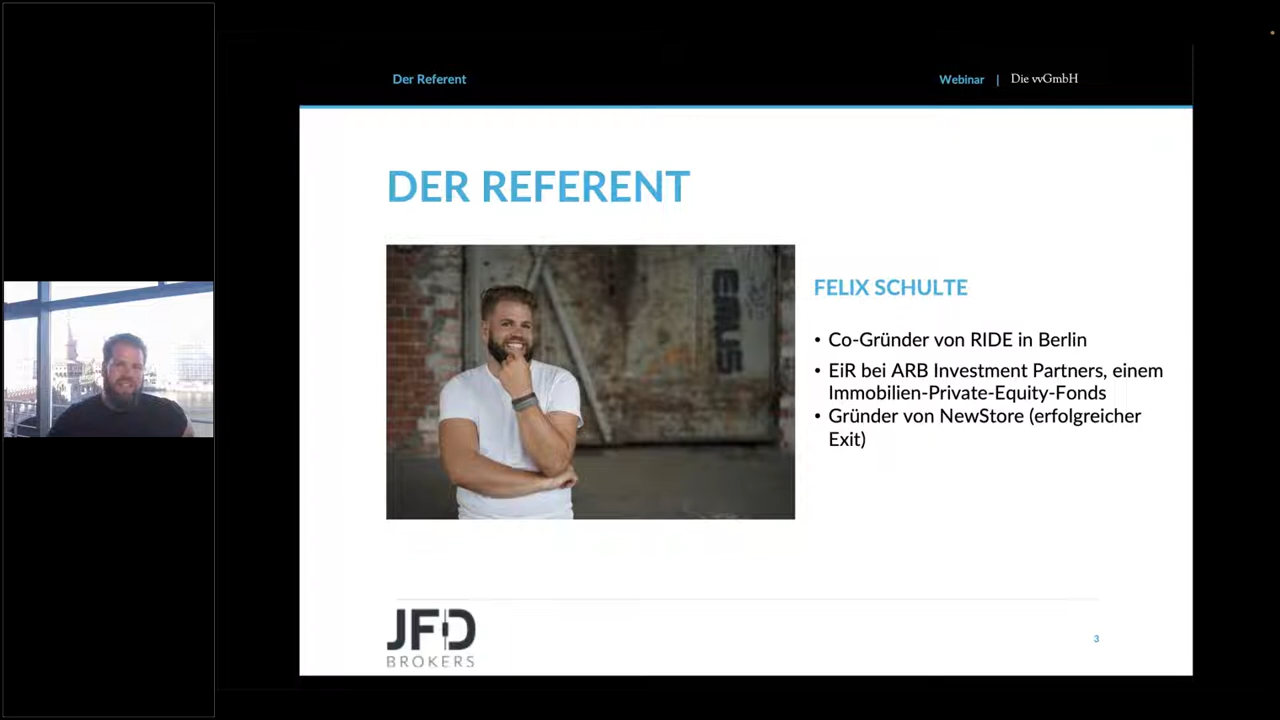 Der Referent
Webinar | Die vvGmbH
DER REFERENT
FELIX SCHULTE
• Co-Gründer von RIDE in Berlin
• EiR bei ARB Investment Partners, einem
Immobilien-Private-Equity-Fonds
• Gründer von NewStore (erfolgreicher
Exit)
JFD
BROKERS
3